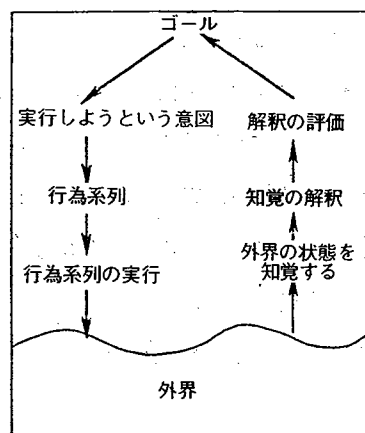 ゴール
実行しようという意図
行為系列
行為系列の実行
解釈の評価
知覚の解釈
外界の状態を
知覚する
外界